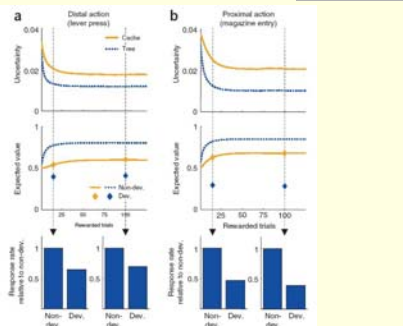 a
Distal action
(lever press)
b
Proximal action
(magazine entry)
0.04
0.02
0
Uncertainty
Cache
Tree
0.04
0.02
0
Uncertainty
1
0.5
0
Expected value
Non-dev.
Dev.
25 50 75 100
Rewarded trials
1
0.5
0
Expected value
25 50 75 100
Rewarded trials
Response rate
relative to non-dev.
1
0.5
Non-
dev.
Dev.
Non-
dev.
Dev.
Response rate
relative to non-dev.
1
0.5
Non-
dev.
Dev.
Non-
dev.
Dev.